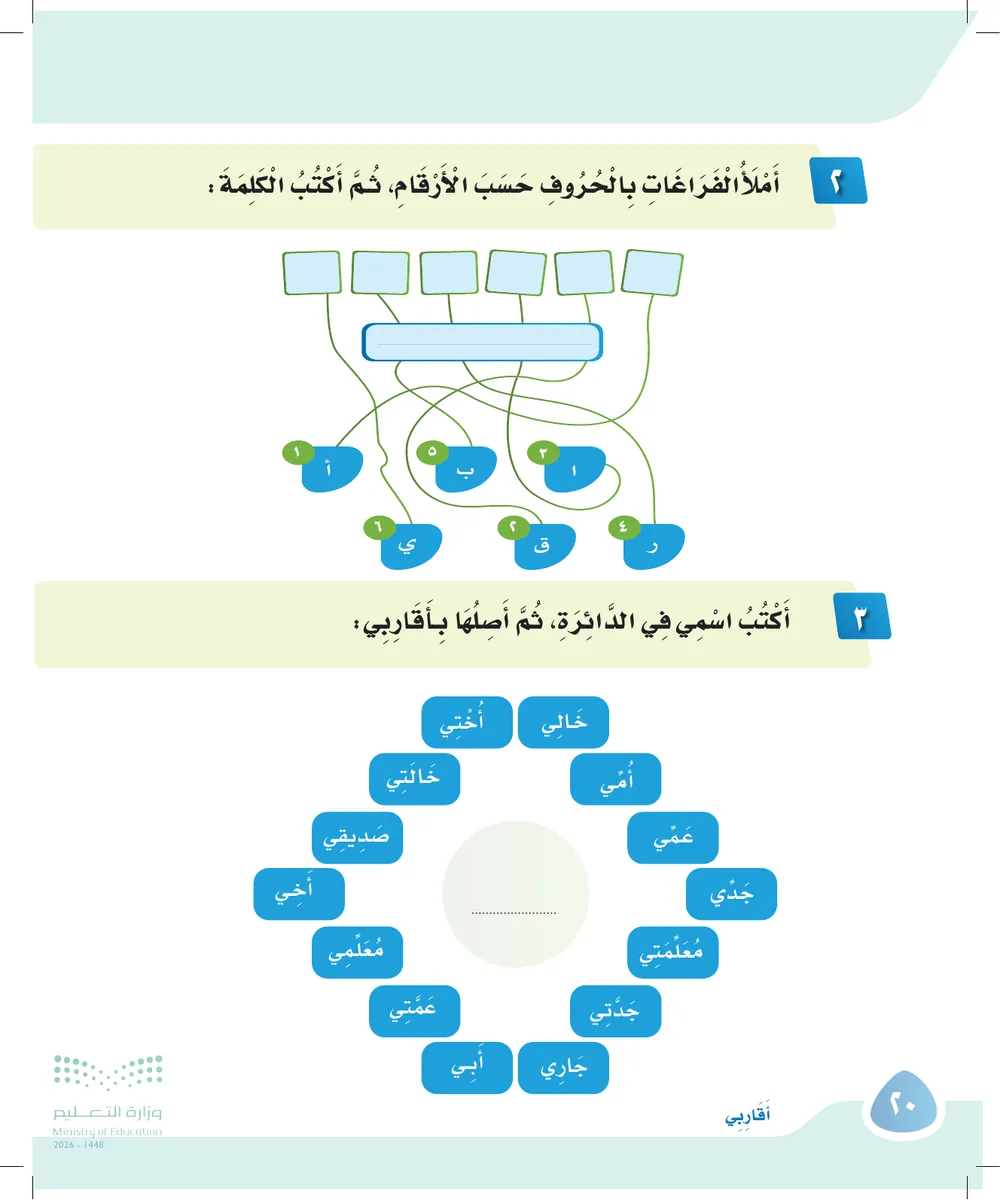 ٢
أَمْلَأُ الْفَرَاغَاتِ بِالْحُرُوفِ حَسَبَ الْأَرْقَامِ، ثُمَّ أَكْتُبُ الْكَلِمَةَ :
١ أ
٥ ب
٣ ا
٦ ي
٢ ق
٤ ر
٣
أَكْتُبُ اسْمِي فِي الدَّائِرَةِ، ثُمَّ أَصِلُهَا بِأَقَارِبِي :
خَالِي
أُخْتِي
أُمِّي
خَالَتِي
عَمِّي
صَدِيقِي
جَدِّي
أَخِي
مُعَلِّمَتِي
مُعَلِّمِي
جَدَّتِي
عَمَّتِي
جَارِي
أَبِي
٢٠
أَقَارِبِي
وزارة التعليم
Ministry of Education
2026 - 1448